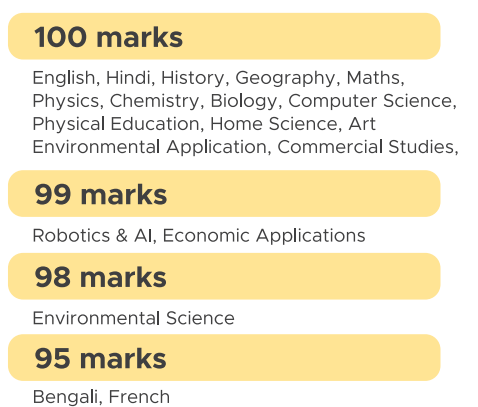 100 marks
English, Hindi, History, Geography, Maths,
Physics, Chemistry, Biology, Computer Science,
Physical Education, Home Science, Art
Environmental Application, Commercial Studies,
99 marks
Robotics & AI, Economic Applications
98 marks
Environmental Science
95 marks
Bengali, French